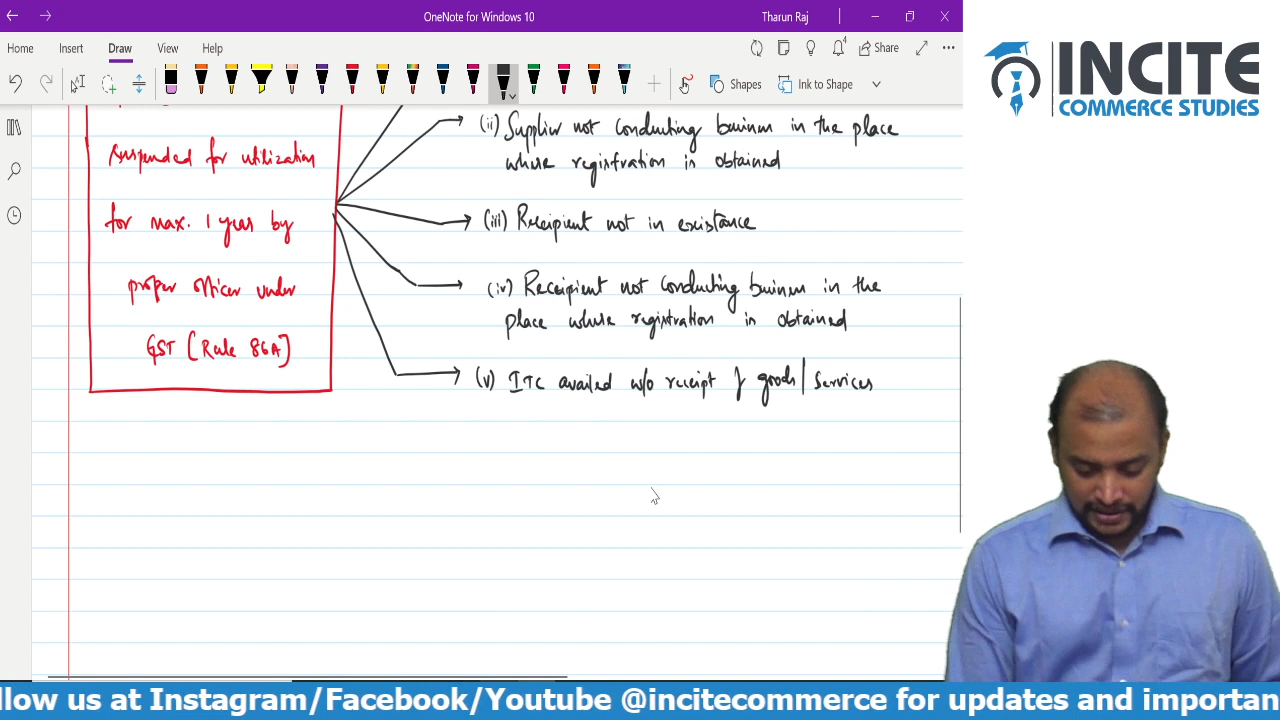 OneNote for Windows 10
Tharun Raj
Home Insert Draw View Help
4
Share
Shapes
Ink to Shape
INCITE
COMMERCE STUDIES
suspended for utilization
for max. 1 year by
proper officer under
GST [Rule 86A]
(ii) Supplier not conducting business in the place
where registration is obtained
(iii) Recipient not in existance
(iv) Receipient not conducting business in the
place where registration is obtained
(v) ITC availed w/o receipt of goods/services
llow us at Instagram/Facebook/Youtube @incitecommerce for updates and importan